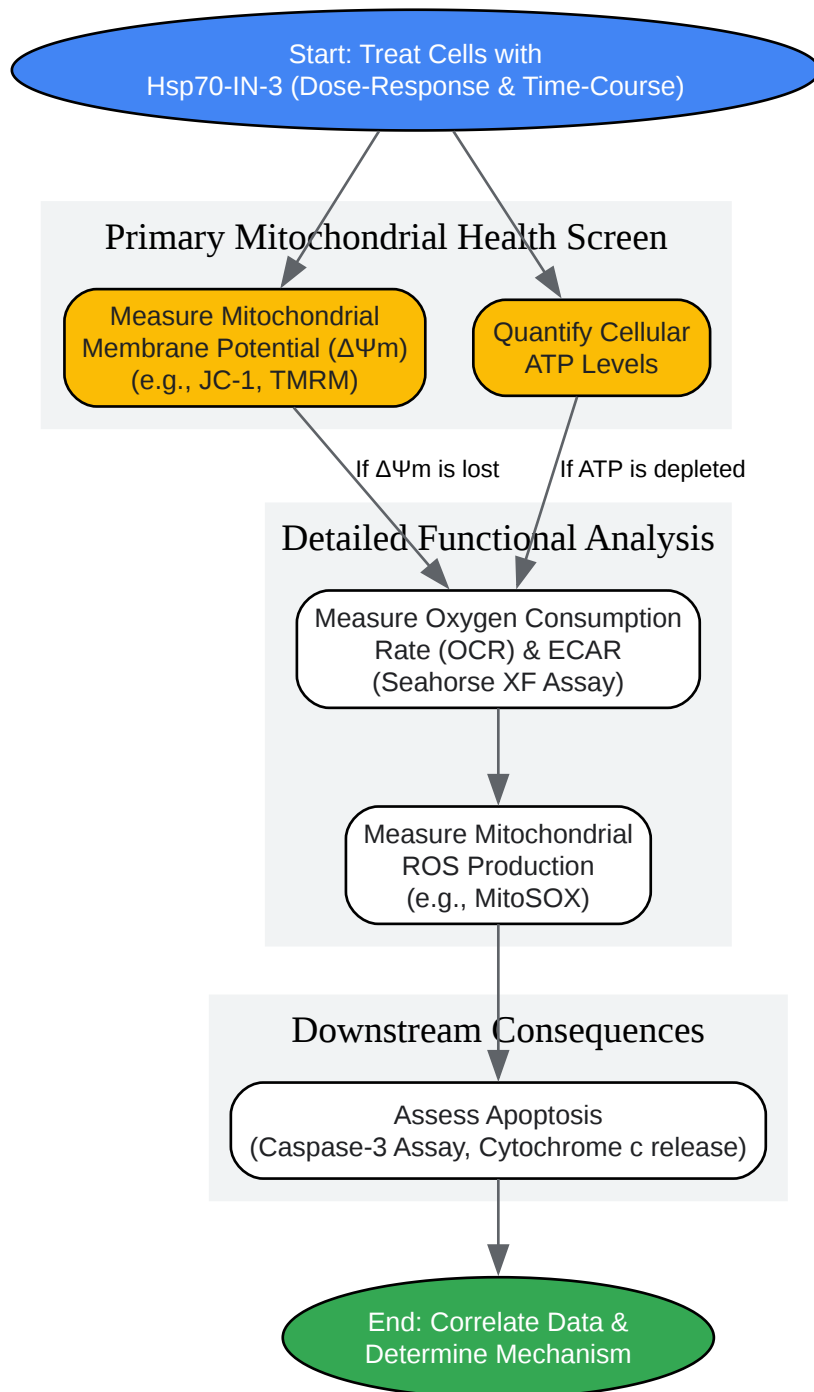 Start: Treat Cells with
Hsp70-IN-3 (Dose-Response & Time-Course)
Primary Mitochondrial Health Screen
Measure Mitochondrial
Membrane Potential (ΔΨm)
(e.g., JC-1, TMRM)
Quantify Cellular
ATP Levels
If ΔΨm is lost
If ATP is depleted
Detailed Functional Analysis
Measure Oxygen Consumption
Rate (OCR) & ECAR
(Seahorse XF Assay)
Measure Mitochondrial
ROS Production
(e.g., MitoSOX)
Downstream Consequences
Assess Apoptosis
(Caspase-3 Assay, Cytochrome c release)
End: Correlate Data &
Determine Mechanism